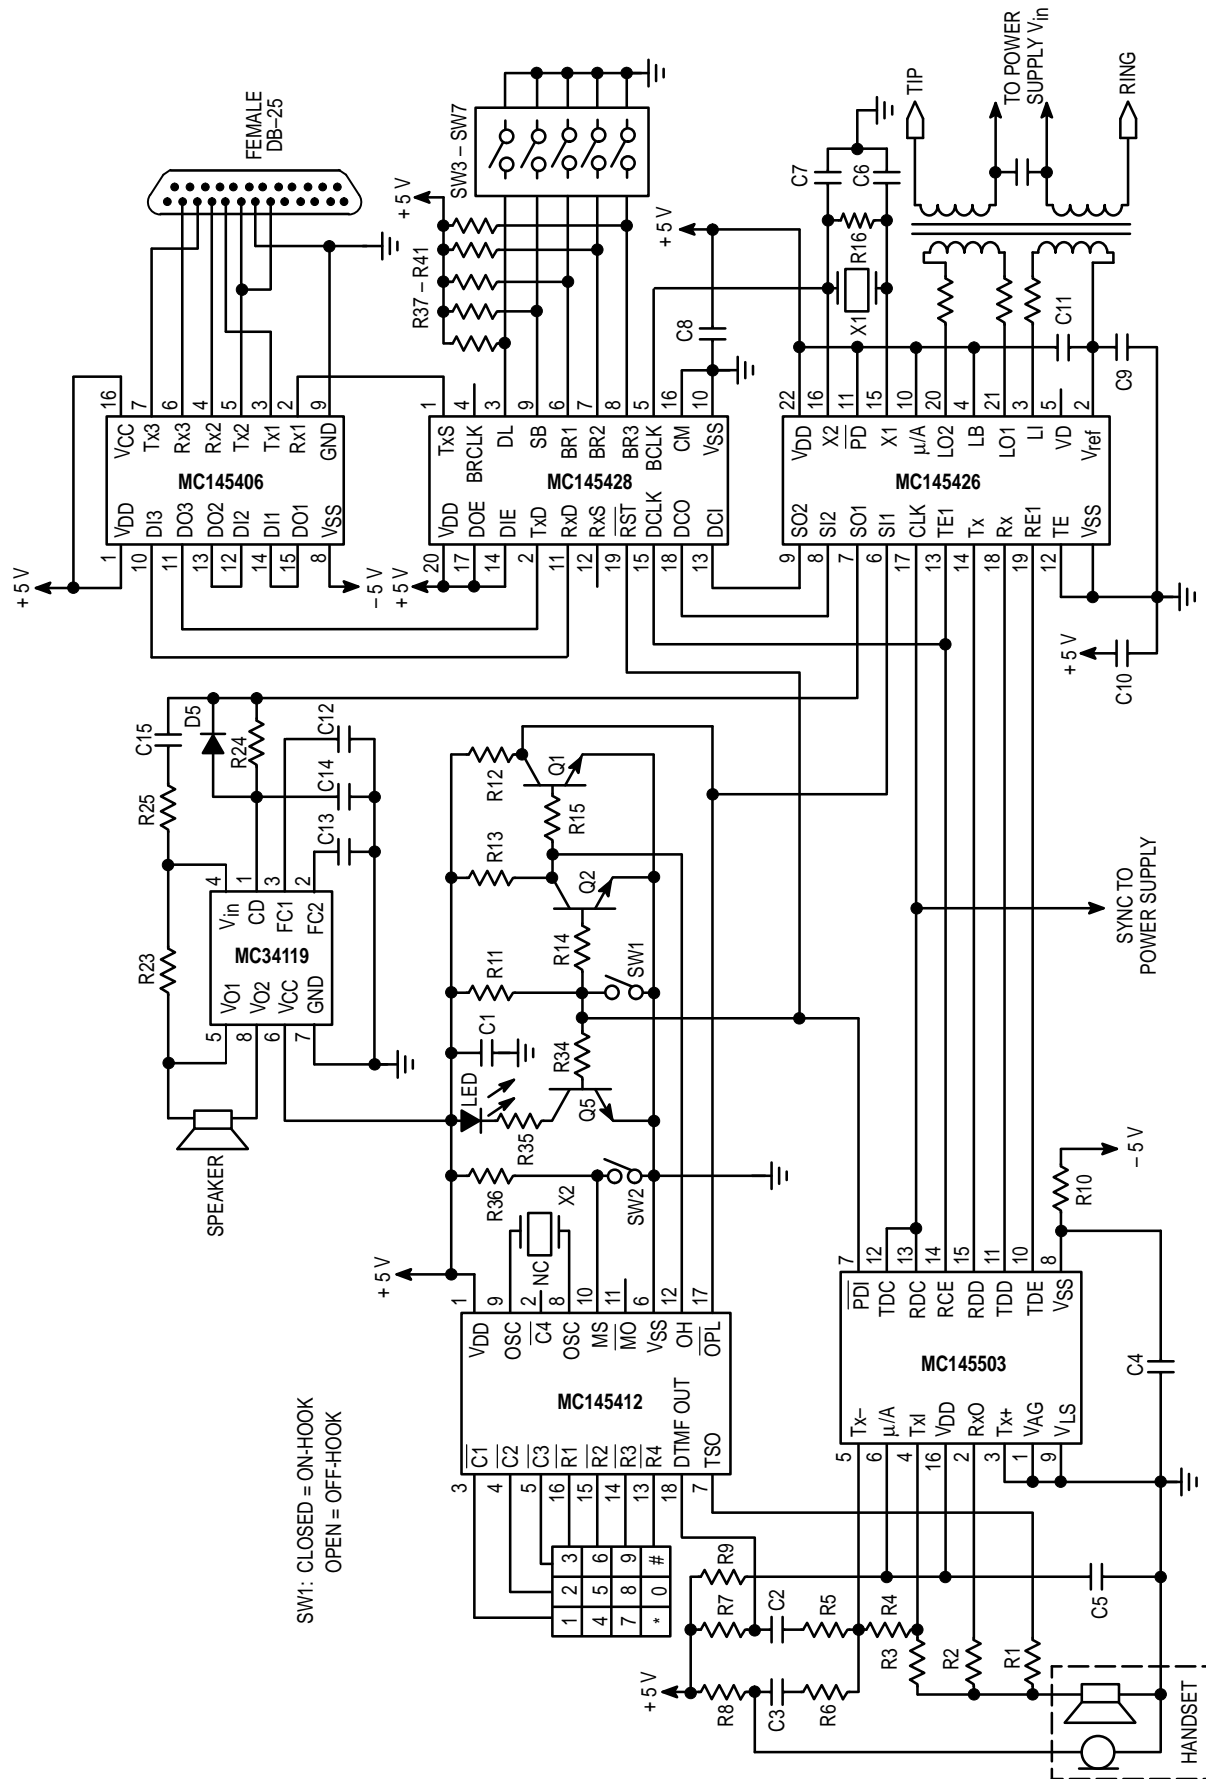 + 5 V
FEMALE
DB–25
1 VDD
10 DI3
11 DO3
13 DO2
12 DI2
14 DI1
15 DO1
8 VSS
MC145406
VCC 16
Tx3 7
Rx3 6
Rx2 4
Tx2 5
Tx1 3
Rx1 2
GND 9
– 5 V
+ 5 V
20 VDD
17 DOE
14 DIE
2 TxD
11 RxD
12 RxS
19 RST
15 DCLK
18 DCO
13 DCI
MC145428
TxS 1
BRCLK 4
DL 3
SB 9
BR1 6
BR2 7
BR3 8
BCLK 5
CM 16
VSS 10
+ 5 V
R37 – R41
SW3 – SW7
+ 5 V
C8
9 SO2
8 SI2
7 SO1
6 SI1
17 CLK
13 TE1
14 Tx
18 Rx
19 RE1
12 TE
VSS
MC145426
VDD 22
X2 16
PD 11
X1 15
μ/A 10
LO2 20
LB 4
LO1 21
LI 3
VD 5
Vref 2
X1
R16
C7
C6
C11
C9
+ 5 V
C10
TIP
TO POWER
SUPPLY Vin
RING
SPEAKER
R23
R25
C15
D5
R24
C12
C14
C13
5 VO1
8 VO2
6 VCC
7 GND
MC34119
Vin 4
CD 1
FC1 3
FC2 2
R12
Q1
R15
R13
Q2
R14
R11
SW1
C1
R34
LED
R35
Q5
R36
X2
SW2
+ 5 V
NC
3 C1
4 C2
5 C3
16 R1
15 R2
14 R3
13 R4
18 DTMF OUT
7 TSO
MC145412
VDD 1
OSC 9
C4 2
OSC 8
MS 10
MO 11
VSS 6
OH 12
OPL 17
SW1: CLOSED = ON-HOOK
OPEN = OFF-HOOK
1 2 3
4 5 6
7 8 9
* 0 #
SYNC TO
POWER SUPPLY
5 Tx–
6 μ/A
4 TxI
16 VDD
2 RxO
3 Tx+
1 VAG
9 VLS
MC145503
PDI 7
TDC 12
RDC 13
RCE 14
RDD 15
TDD 11
TDE 10
VSS 8
R10
– 5 V
C4
+ 5 V
R9
R7
C2
R5
R4
R8
C3
R6
R3
R2
R1
C5
HANDSET